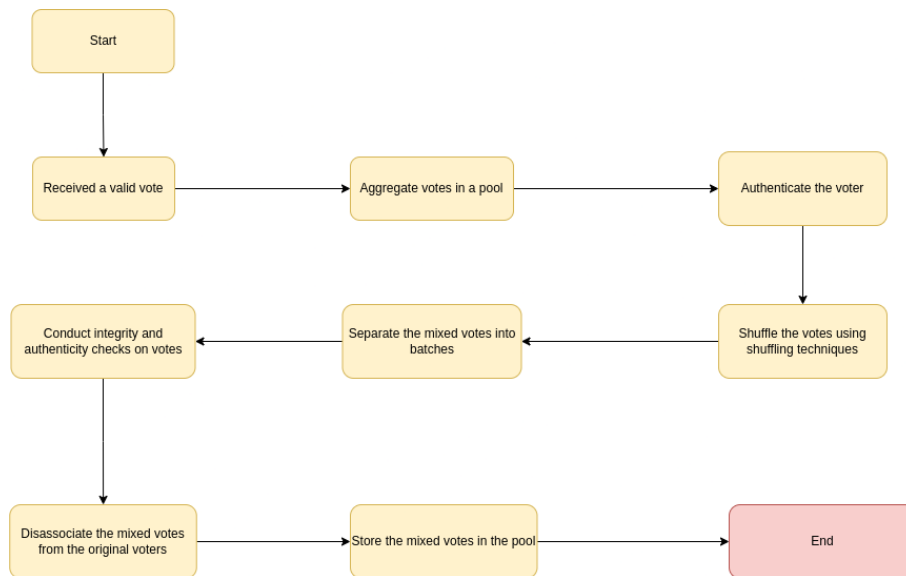 Start
Received a valid vote
Aggregate votes in a pool
Authenticate the voter
Shuffle the votes using
shuffling techniques
Separate the mixed votes into
batches
Conduct integrity and
authenticity checks on votes
Disassociate the mixed votes
from the original voters
Store the mixed votes in the pool
End